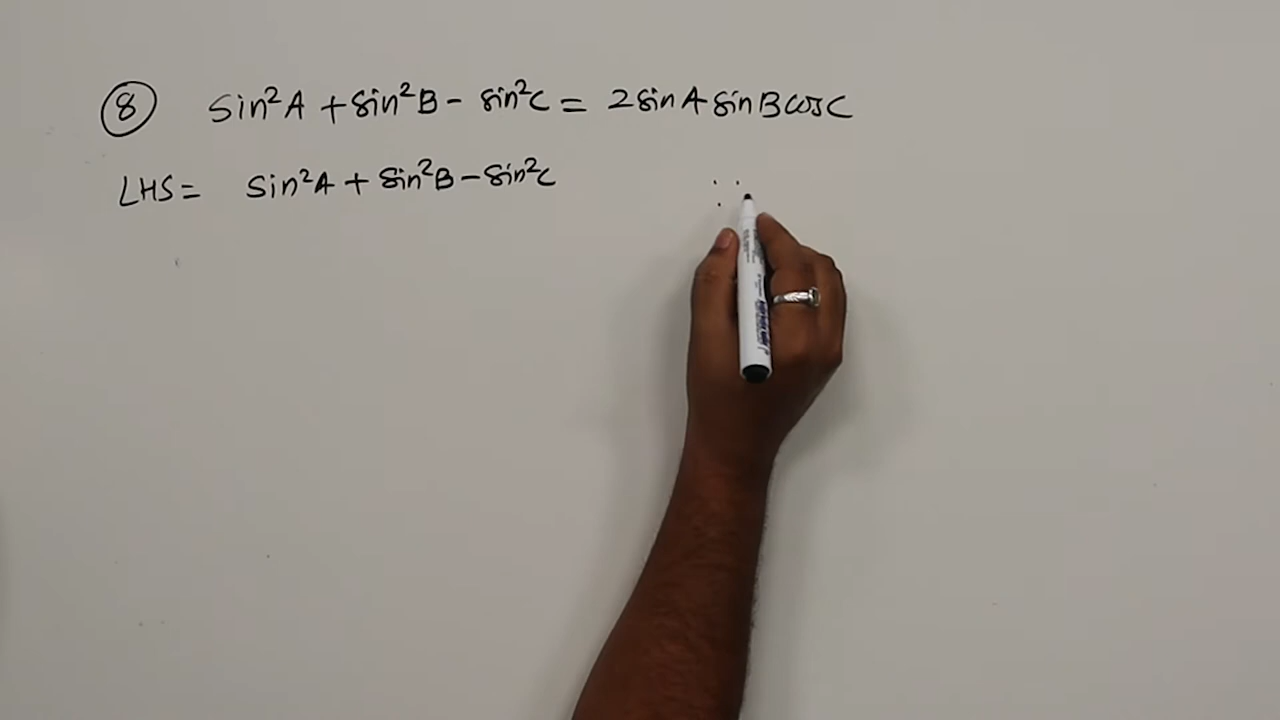 ⑧ Sin²A + Sin²B - Sin²C = 2 Sin A Sin B Cos C
LHS = Sin²A + Sin²B - Sin²C